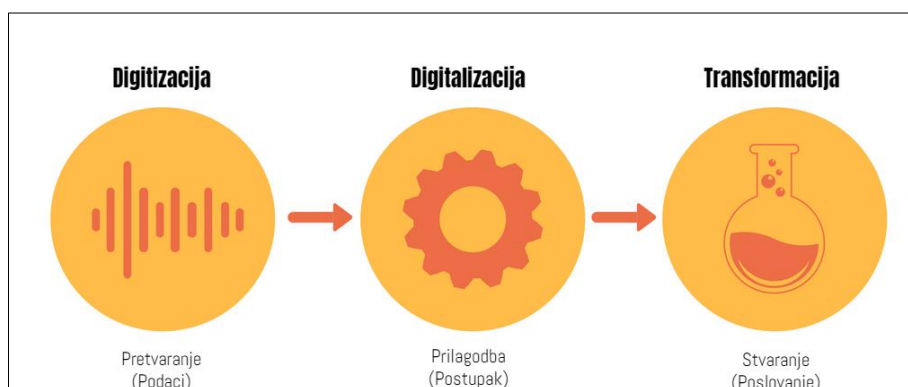 Digitizacija
Digitalizacija
Transformacija
Pretvaranje
(Podaci)
Prilagodba
(Postupak)
Stvaranje
(Poslovanje)